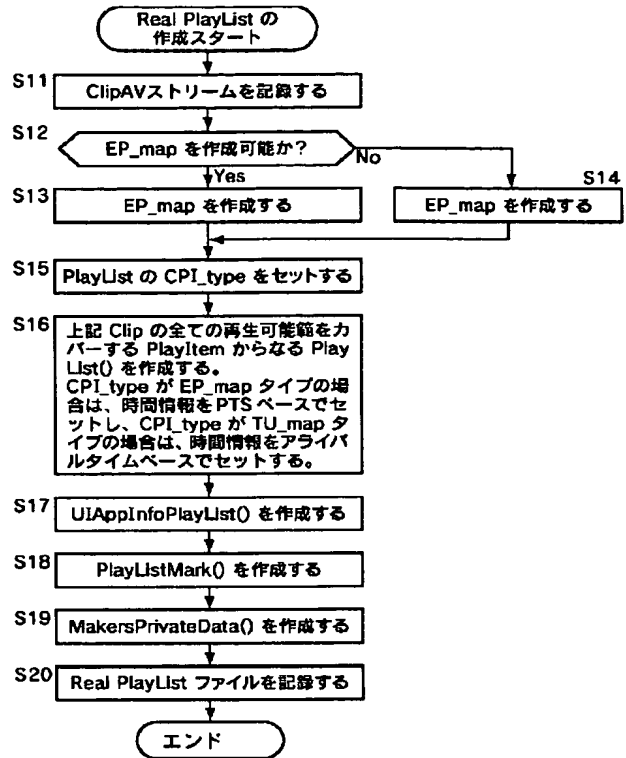 Real PlayList の
作成スタート
S11
ClipAVストリームを記録する
S12
EP_map を作成可能か?
No
Yes
S13
EP_map を作成する
S14
EP_map を作成する
S15
PlayList の CPI_type をセットする
S16
上記 Clip の全ての再生可能範をカ
バーする PlayItem からなる Play
List() を作成する。
CPI_type が EP_map タイプの場
合は、時間情報を PTS ベースでセ
ットし、CPI_type が TU_map タ
イプの場合は、時間情報をアライバ
ルタイムベースでセットする。
S17
UIAppInfoPlayList() を作成する
S18
PlayListMark() を作成する
S19
MakersPrivateData() を作成する
S20
Real PlayList ファイルを記録する
エンド